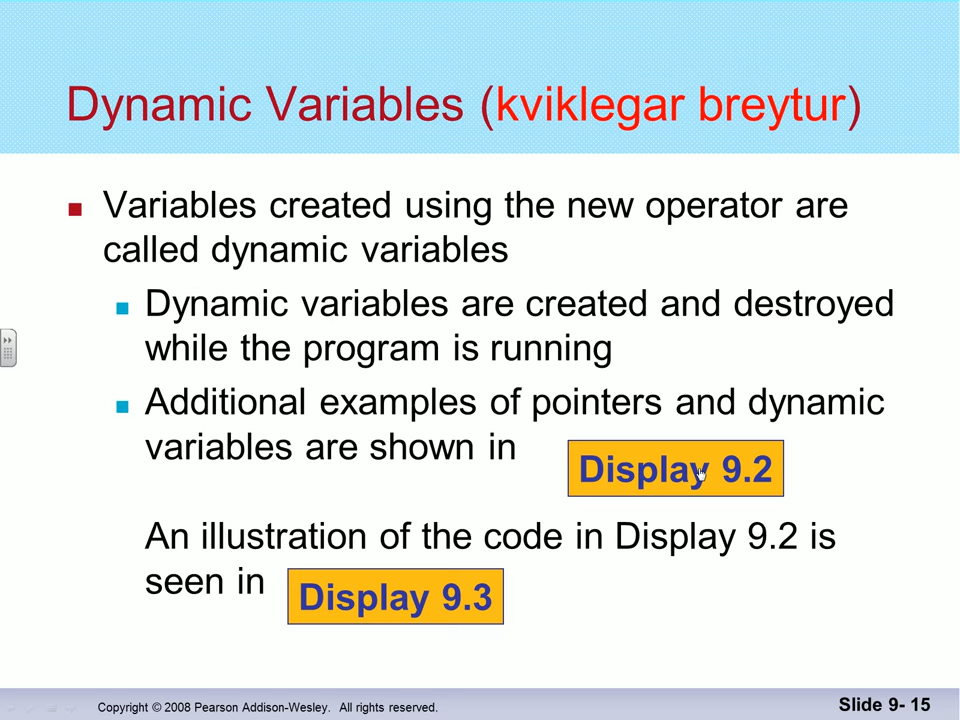 Dynamic Variables (kviklegar breytur)
Variables created using the new operator are
called dynamic variables
Dynamic variables are created and destroyed
while the program is running
Additional examples of pointers and dynamic
variables are shown in
Display 9.2
An illustration of the code in Display 9.2 is
seen in
Display 9.3
Copyright © 2008 Pearson Addison-Wesley. All rights reserved.
Slide 9- 15